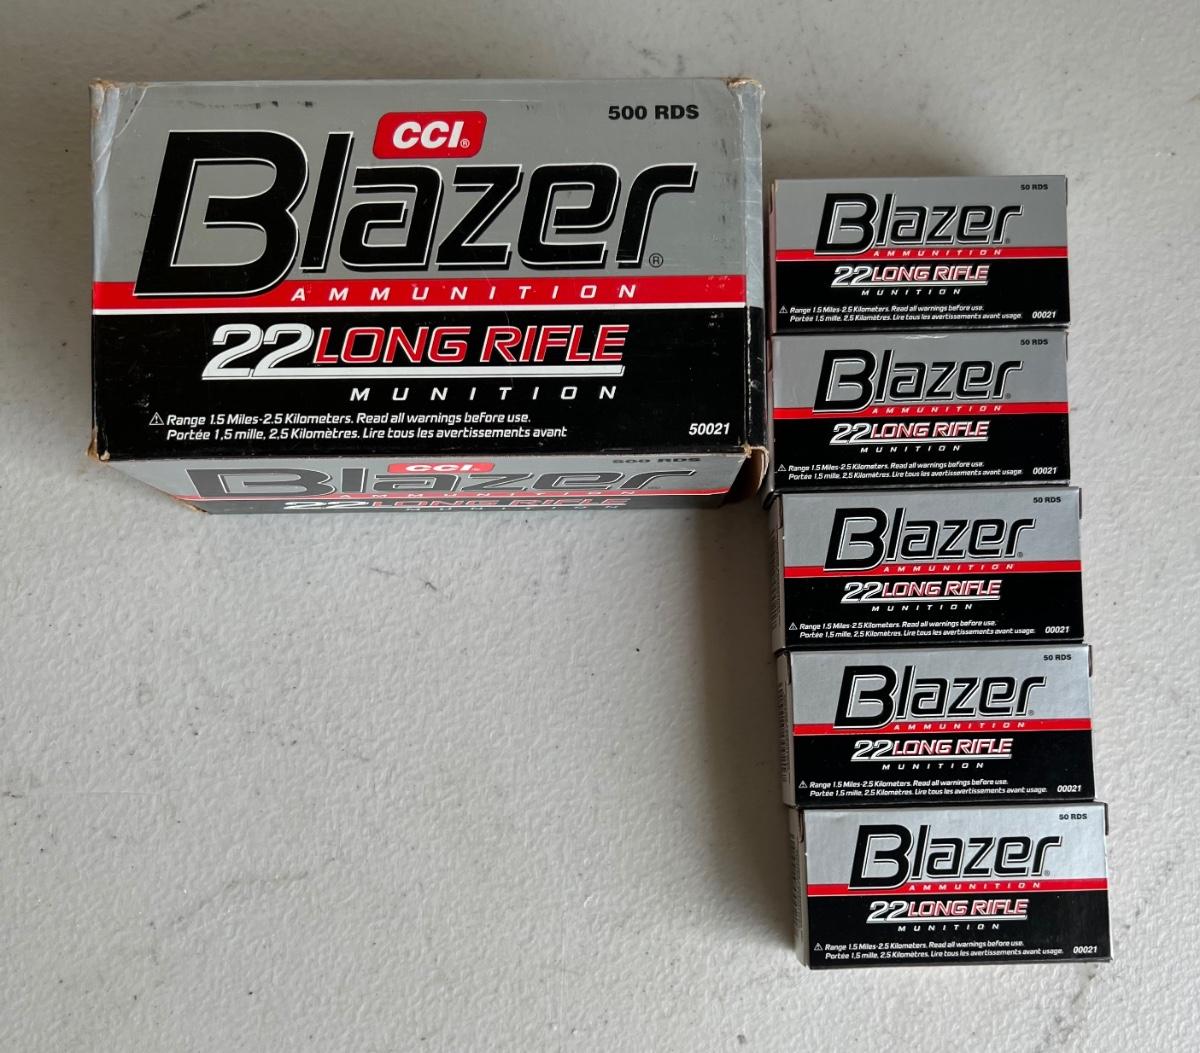 CCI®
500 RDS
Blazer®
AMMUNITION
22 LONG RIFLE
MUNITION
⚠ Range 1.5 Miles-2.5 Kilometers. Read all warnings before use.
Portée 1,5 mille, 2,5 Kilomètres. Lire tous les avertissements avant
50021
CCI®
500 RDS
Blazer
AMMUNITION
22 LONG RIFLE
50 RDS
Blazer®
AMMUNITION
22 LONG RIFLE
MUNITION
⚠ Range 1.5 Miles-2.5 Kilometers. Read all warnings before use.
Portée 1,5 mille, 2,5 Kilomètres. Lire tous les avertissements avant usage.
00021
50 RDS
Blazer®
AMMUNITION
22 LONG RIFLE
MUNITION
⚠ Range 1.5 Miles-2.5 Kilometers. Read all warnings before use.
Portée 1,5 mille, 2,5 Kilomètres. Lire tous les avertissements avant usage.
00021
50 RDS
Blazer®
AMMUNITION
22 LONG RIFLE
MUNITION
⚠ Range 1.5 Miles-2.5 Kilometers. Read all warnings before use.
Portée 1,5 mille, 2,5 Kilomètres. Lire tous les avertissements avant usage.
00021
50 RDS
Blazer®
AMMUNITION
22 LONG RIFLE
MUNITION
⚠ Range 1.5 Miles-2.5 Kilometers. Read all warnings before use.
Portée 1,5 mille, 2,5 Kilomètres. Lire tous les avertissements avant usage.
00021
50 RDS
Blazer®
AMMUNITION
22 LONG RIFLE
MUNITION
⚠ Range 1.5 Miles-2.5 Kilometers. Read all warnings before use.
Portée 1,5 mille, 2,5 Kilomètres. Lire tous les avertissements avant usage.
00021